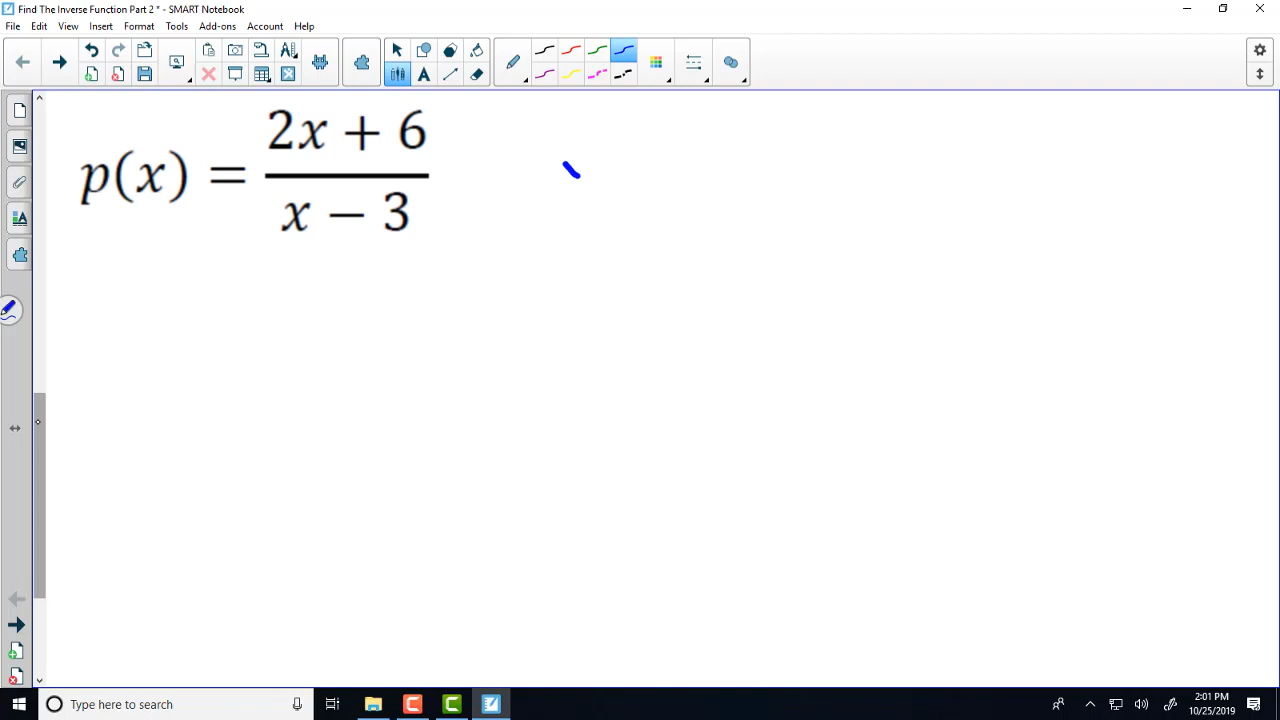 Find The Inverse Function Part 2 * - SMART Notebook
File Edit View Insert Format Tools Add-ons Account Help
A
p(x) = \frac{2x + 6}{x - 3}
Type here to search
2:01 PM
10/25/2019